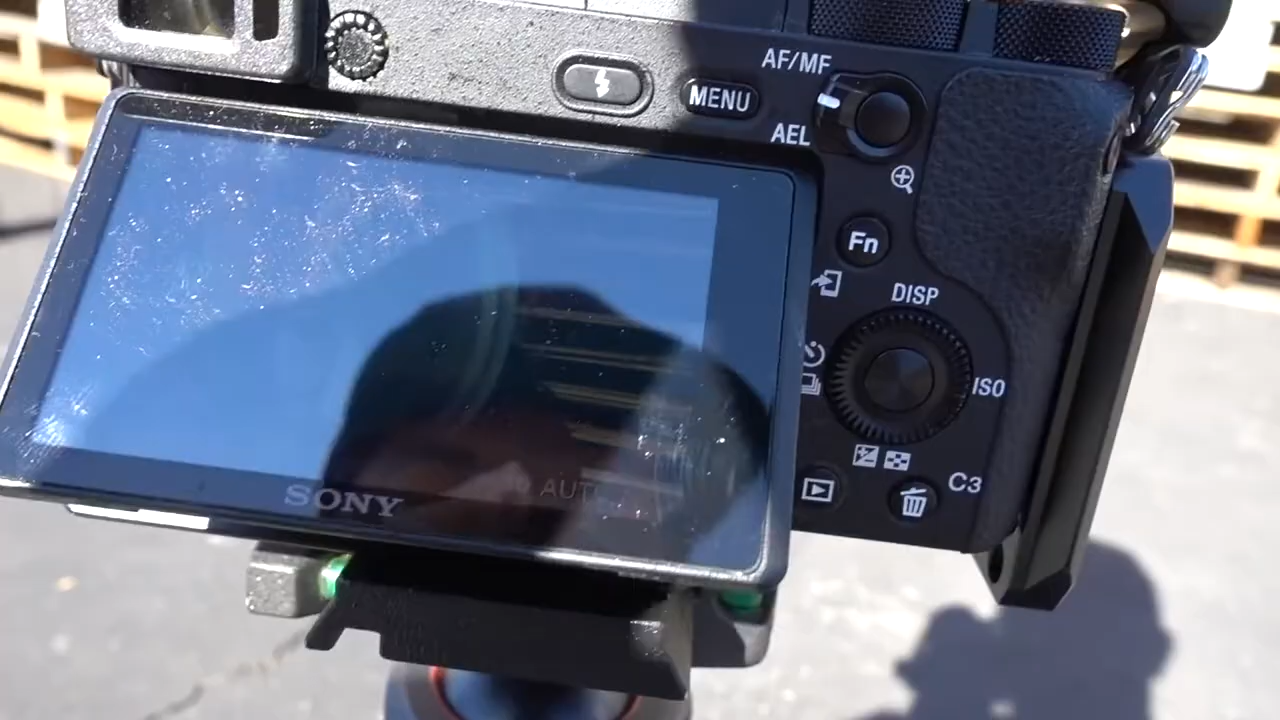 AF/MF
MENU
AEL
Fn
DISP
ISO
AUTO
SONY
C3